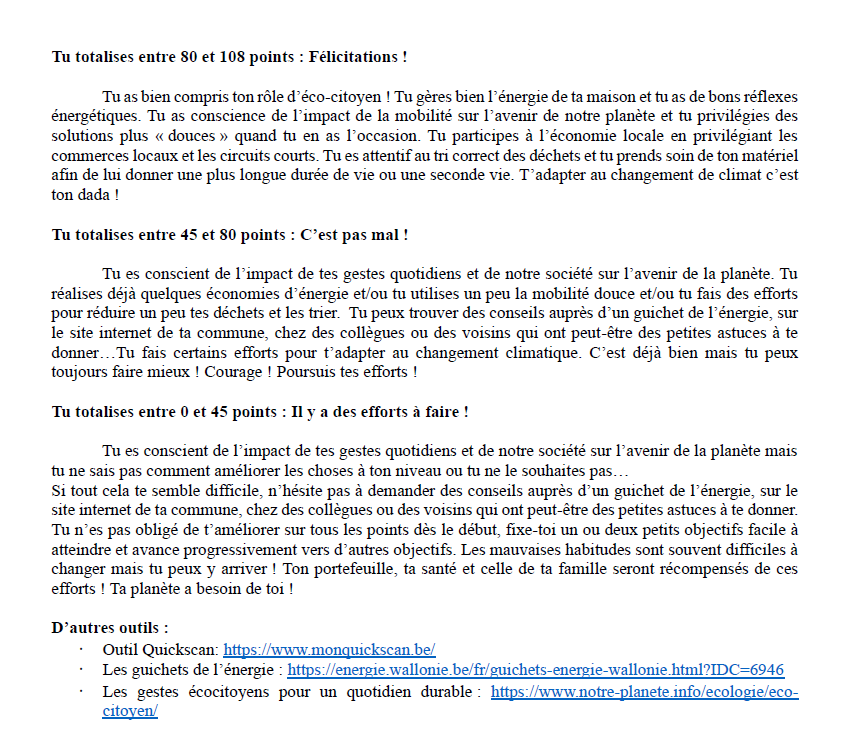 Tu totalises entre 80 et 108 points : Félicitations !
Tu as bien compris ton rôle d’éco-citoyen ! Tu gères bien l’énergie de ta maison et tu as de bons réflexes
énergétiques. Tu as conscience de l’impact de la mobilité sur l’avenir de notre planète et tu privilégies des
solutions plus « douces » quand tu en as l’occasion. Tu participes à l’économie locale en privilégiant les
commerces locaux et les circuits courts. Tu es attentif au tri correct des déchets et tu prends soin de ton matériel
afin de lui donner une plus longue durée de vie ou une seconde vie. T’adapter au changement de climat c’est
ton dada !
Tu totalises entre 45 et 80 points : C’est pas mal !
Tu es conscient de l’impact de tes gestes quotidiens et de notre société sur l’avenir de la planète. Tu
réalises déjà quelques économies d’énergie et/ou tu utilises un peu la mobilité douce et/ou tu fais des efforts
pour réduire un peu tes déchets et les trier.  Tu peux trouver des conseils auprès d’un guichet de l’énergie, sur
le site internet de ta commune, chez des collègues ou des voisins qui ont peut-être des petites astuces à te
donner…Tu fais certains efforts pour t’adapter au changement climatique. C’est déjà bien mais tu peux
toujours faire mieux ! Courage ! Poursuis tes efforts !
Tu totalises entre 0 et 45 points : Il y a des efforts à faire !
Tu es conscient de l’impact de tes gestes quotidiens et de notre société sur l’avenir de la planète mais
tu ne sais pas comment améliorer les choses à ton niveau ou tu ne le souhaites pas…
Si tout cela te semble difficile, n’hésite pas à demander des conseils auprès d’un guichet de l’énergie, sur le
site internet de ta commune, chez des collègues ou des voisins qui ont peut-être des petites astuces à te donner.
Tu n’es pas obligé de t’améliorer sur tous les points dès le début, fixe-toi un ou deux petits objectifs facile à
atteindre et avance progressivement vers d’autres objectifs. Les mauvaises habitudes sont souvent difficiles à
changer mais tu peux y arriver ! Ton portefeuille, ta santé et celle de ta famille seront récompensés de ces
efforts ! Ta planète a besoin de toi !
D’autres outils :
· Outil Quickscan: https://www.monquickscan.be/
· Les guichets de l’énergie : https://energie.wallonie.be/fr/guichets-energie-wallonie.html?IDC=6946
· Les gestes écocitoyens pour un quotidien durable : https://www.notre-planete.info/ecologie/eco-
citoyen/